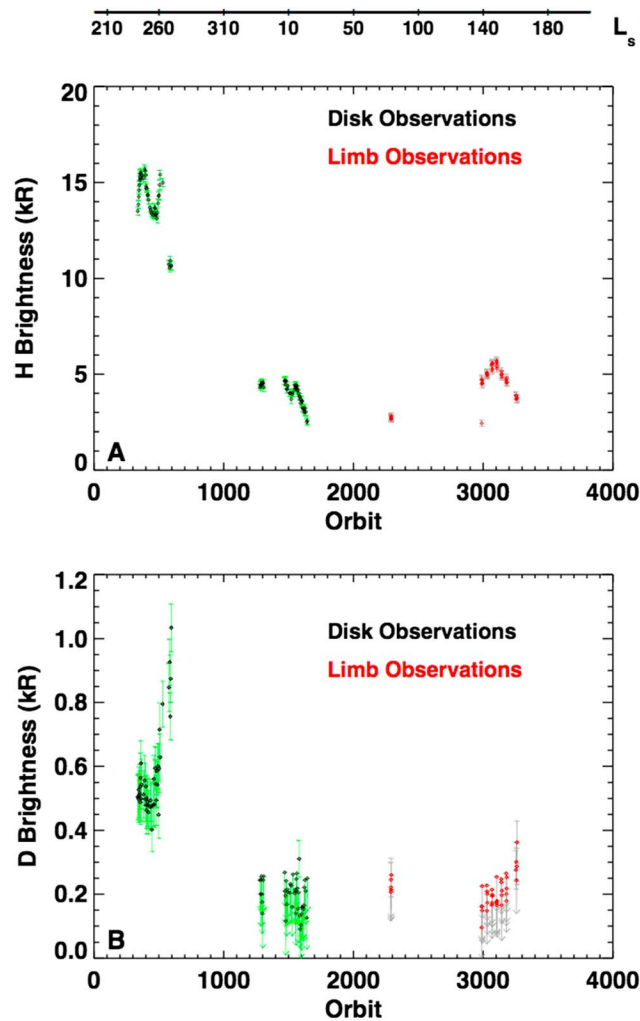 210 260 310 10 50 100 140 180 Ls
20
Disk Observations
Limb Observations
15
10
5
0
H Brightness (kR)
A
0 1000 2000 3000 4000
Orbit
1.2
Disk Observations
Limb Observations
1.0
0.8
0.6
0.4
0.2
0.0
D Brightness (kR)
B
0 1000 2000 3000 4000
Orbit